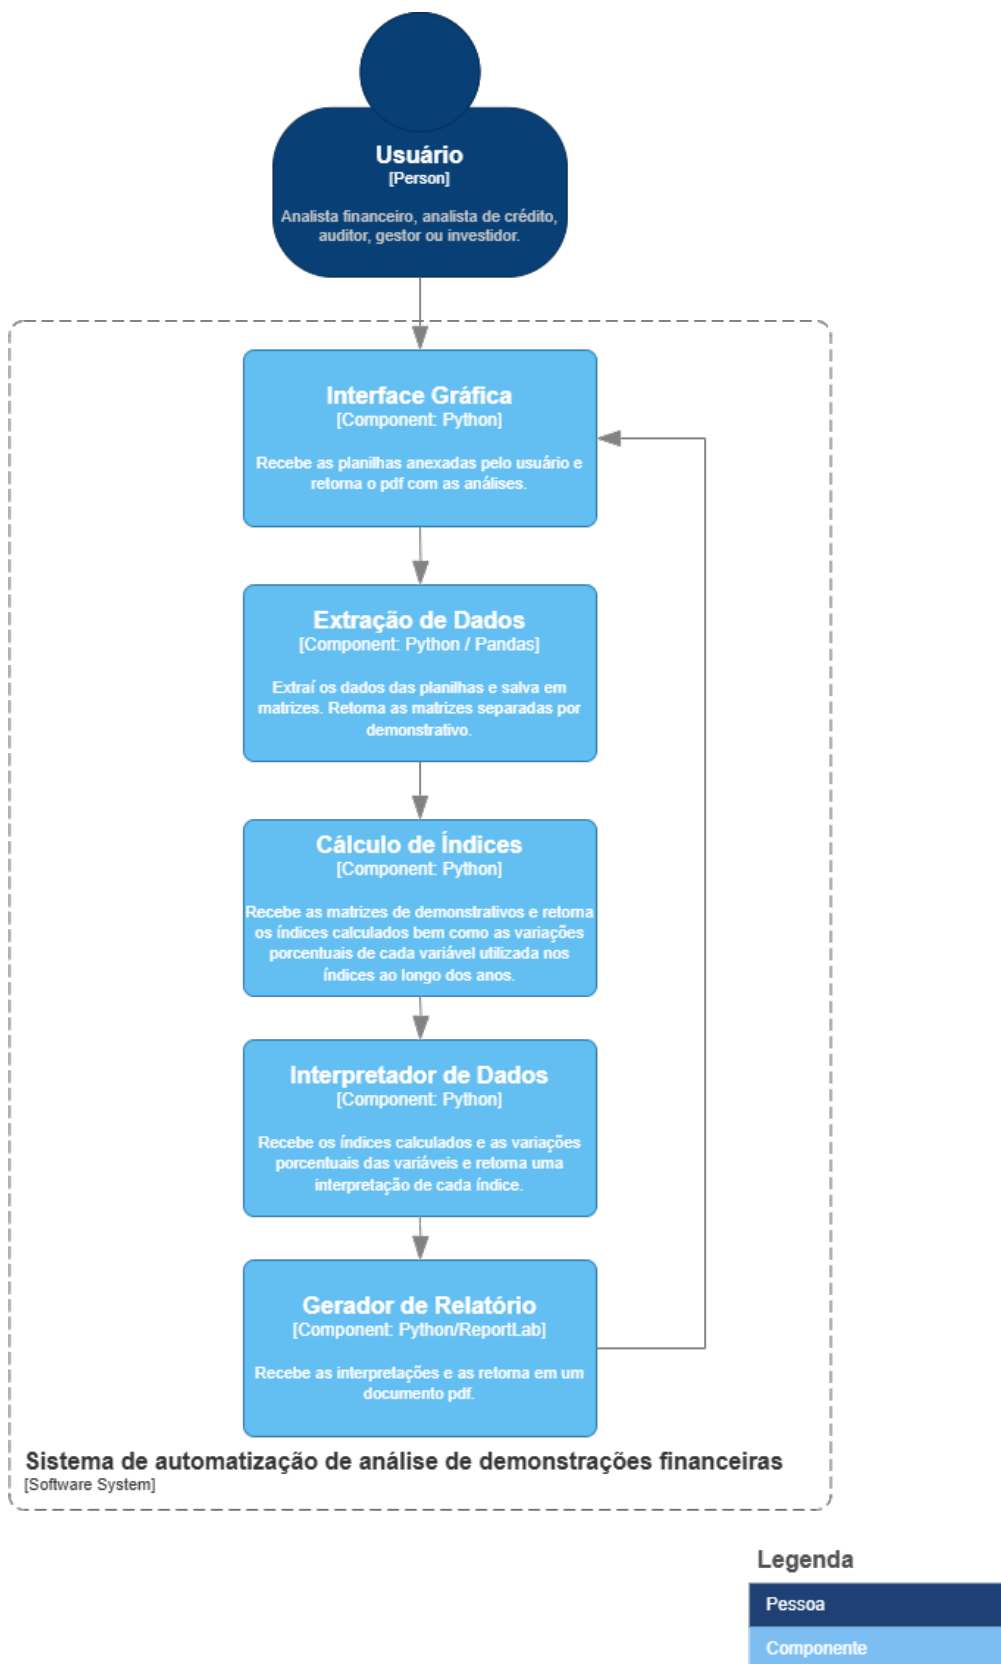 Usuário
[Person]
Analista financeiro, analista de crédito,
auditor, gestor ou investidor.
Interface Gráfica
[Component: Python]
Recebe as planilhas anexadas pelo usuário e
retorna o pdf com as análises.
Extração de Dados
[Component: Python / Pandas]
Extraí os dados das planilhas e salva em
matrizes. Retorna as matrizes separadas por
demonstrativo.
Cálculo de Índices
[Component: Python]
Recebe as matrizes de demonstrativos e retorna
os índices calculados bem como as variações
porcentuais de cada variável utilizada nos
índices ao longo dos anos.
Interpretador de Dados
[Component: Python]
Recebe os índices calculados e as variações
porcentuais das variáveis e retorna uma
interpretação de cada índice.
Gerador de Relatório
[Component: Python/ReportLab]
Recebe as interpretações e as retorna em um
documento pdf.
Sistema de automatização de análise de demonstrações financeiras
[Software System]
Legenda
Pessoa
Componente